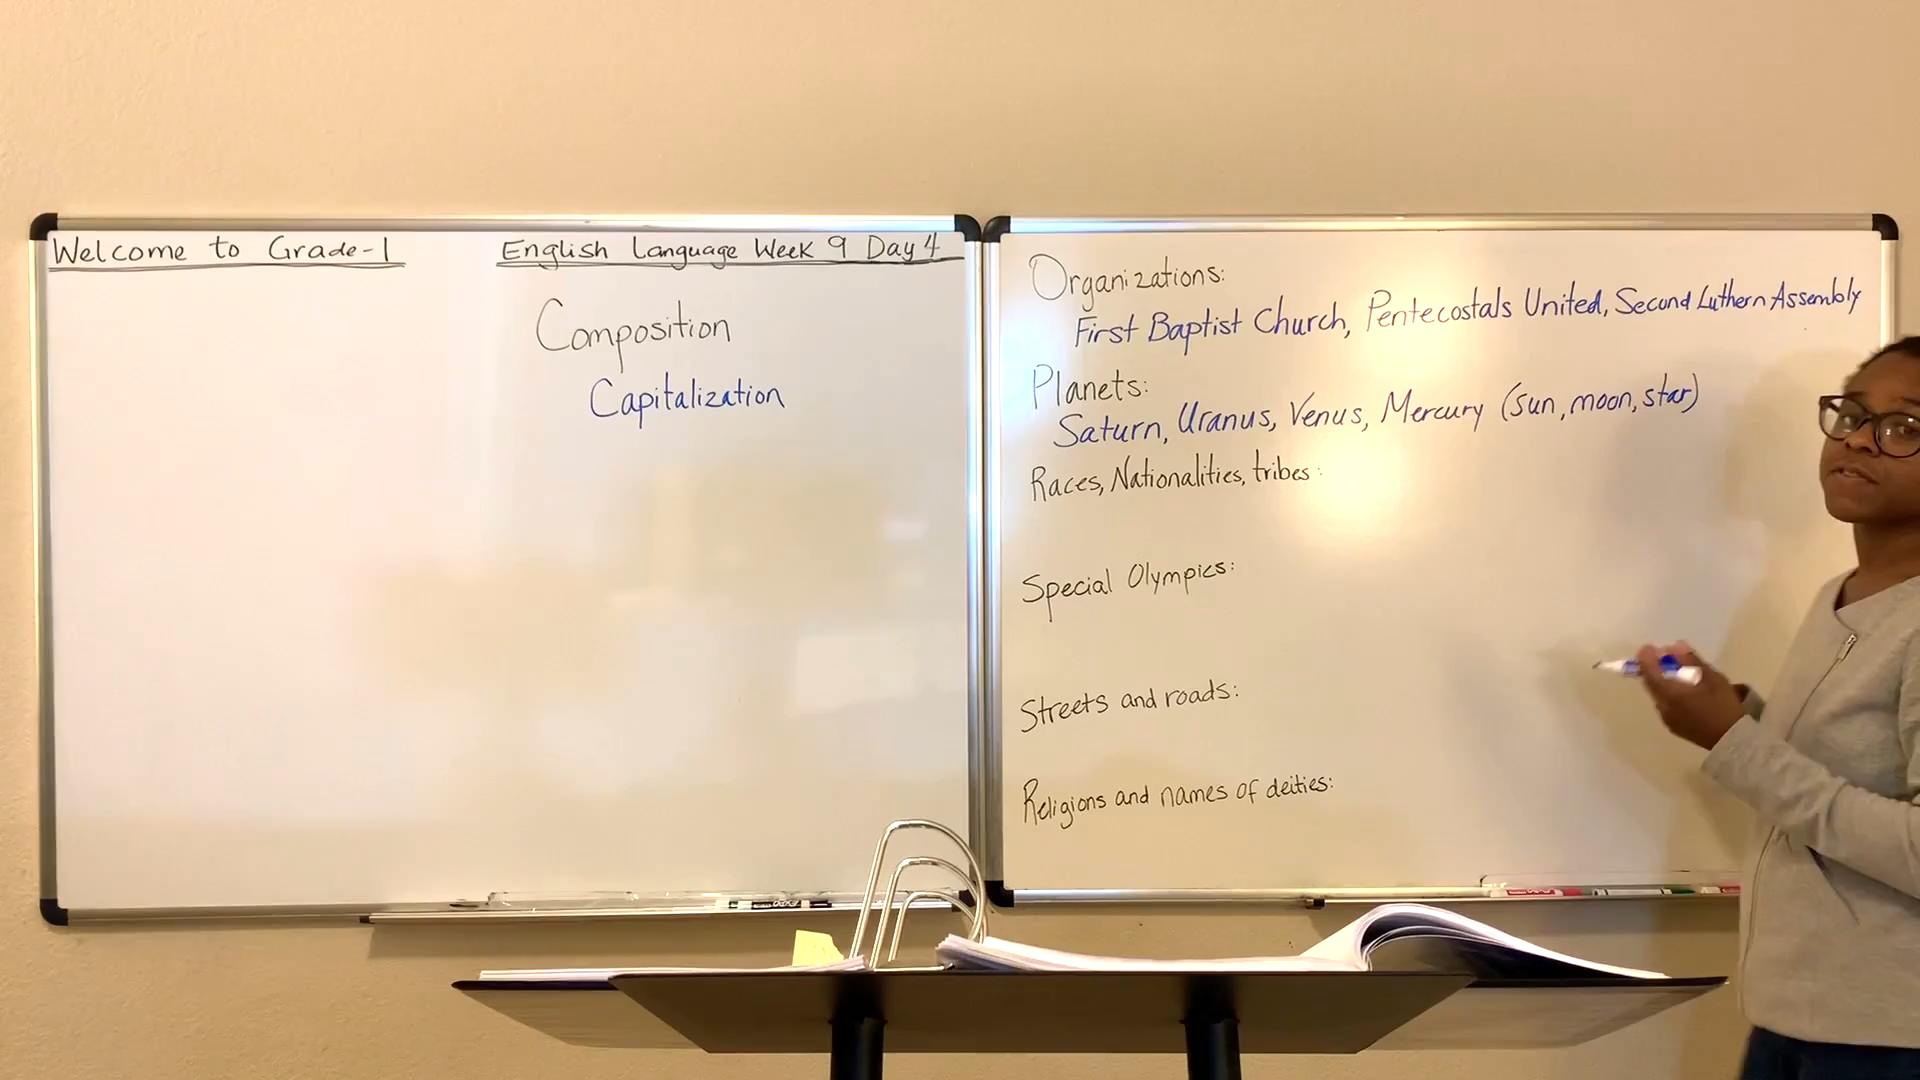 Welcome to Grade-1
English Language Week 9 Day 4
Composition
Capitalization
Organizations:
First Baptist Church, Pentecostals United, Second Luthern Assembly
Planets:
Saturn, Uranus, Venus, Mercury (sun, moon, star)
Races, Nationalities, tribes:
Special Olympics:
Streets and roads:
Religions and names of deities:
EXPO